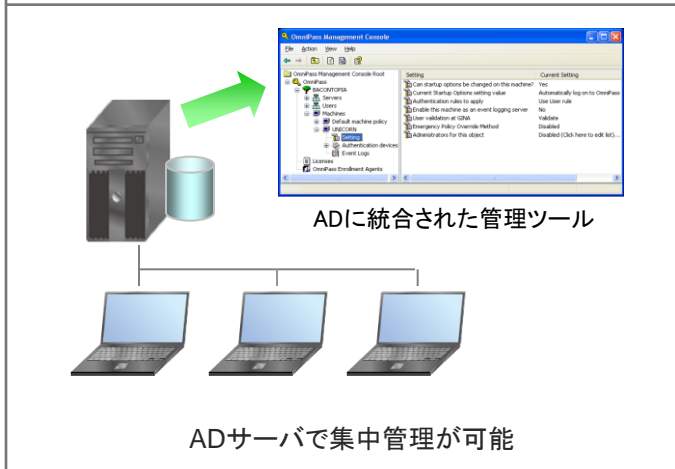 OmniPass Management Console
File Action View Help
OmniPass Management Console Root
OmniPass
BACONTOPIA
Servers
Users
Machines
Default machine policy
UNICORN
Setting
Authentication devices
Event Logs
Licenses
OmniPass Enrollment Agents
Setting Current Setting
Can startup options be changed on this machine? Yes
Current Startup Options setting value Automatically log on to OmniPass
Authentication rules to apply Use User rule
Enable this machine as an event logging server No
User validation at GINA Validate
Emergency Policy Override Method Disabled
Administrators for this object Disabled (Click here to edit list)...
ADに統合された管理ツール
ADサーバで集中管理が可能